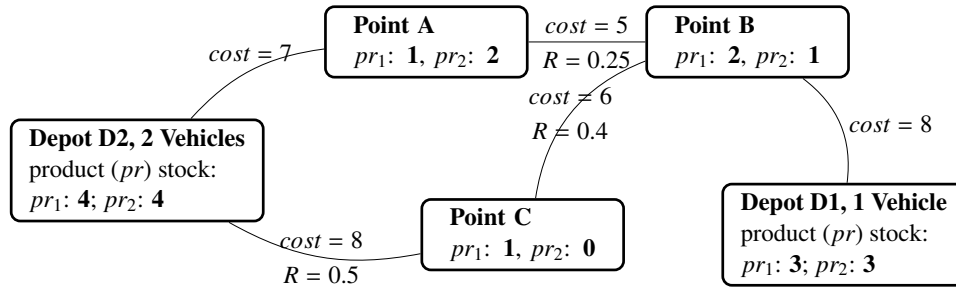 Point A
pr₁: 1, pr₂: 2
cost = 5
R = 0.25
Point B
pr₁: 2, pr₂: 1
cost = 7
cost = 6
R = 0.4
cost = 8
Depot D2, 2 Vehicles
product (pr) stock:
pr₁: 4; pr₂: 4
cost = 8
R = 0.5
Point C
pr₁: 1, pr₂: 0
Depot D1, 1 Vehicle
product (pr) stock:
pr₁: 3; pr₂: 3